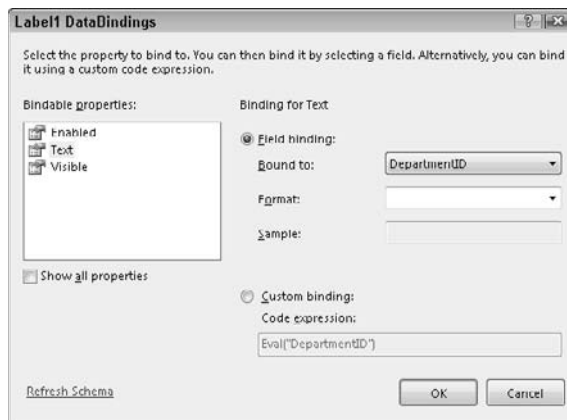 Label1 DataBindings
Select the property to bind to. You can then bind it by selecting a field. Alternatively, you can bind
it using a custom code expression.
Bindable properties:
Enabled
Text
Visible
Show all properties
Binding for Text
Field binding:
Bound to:
DepartmentID
Format:
Sample:
Custom binding:
Code expression:
Eval("DepartmentID")
Refresh Schema
OK
Cancel